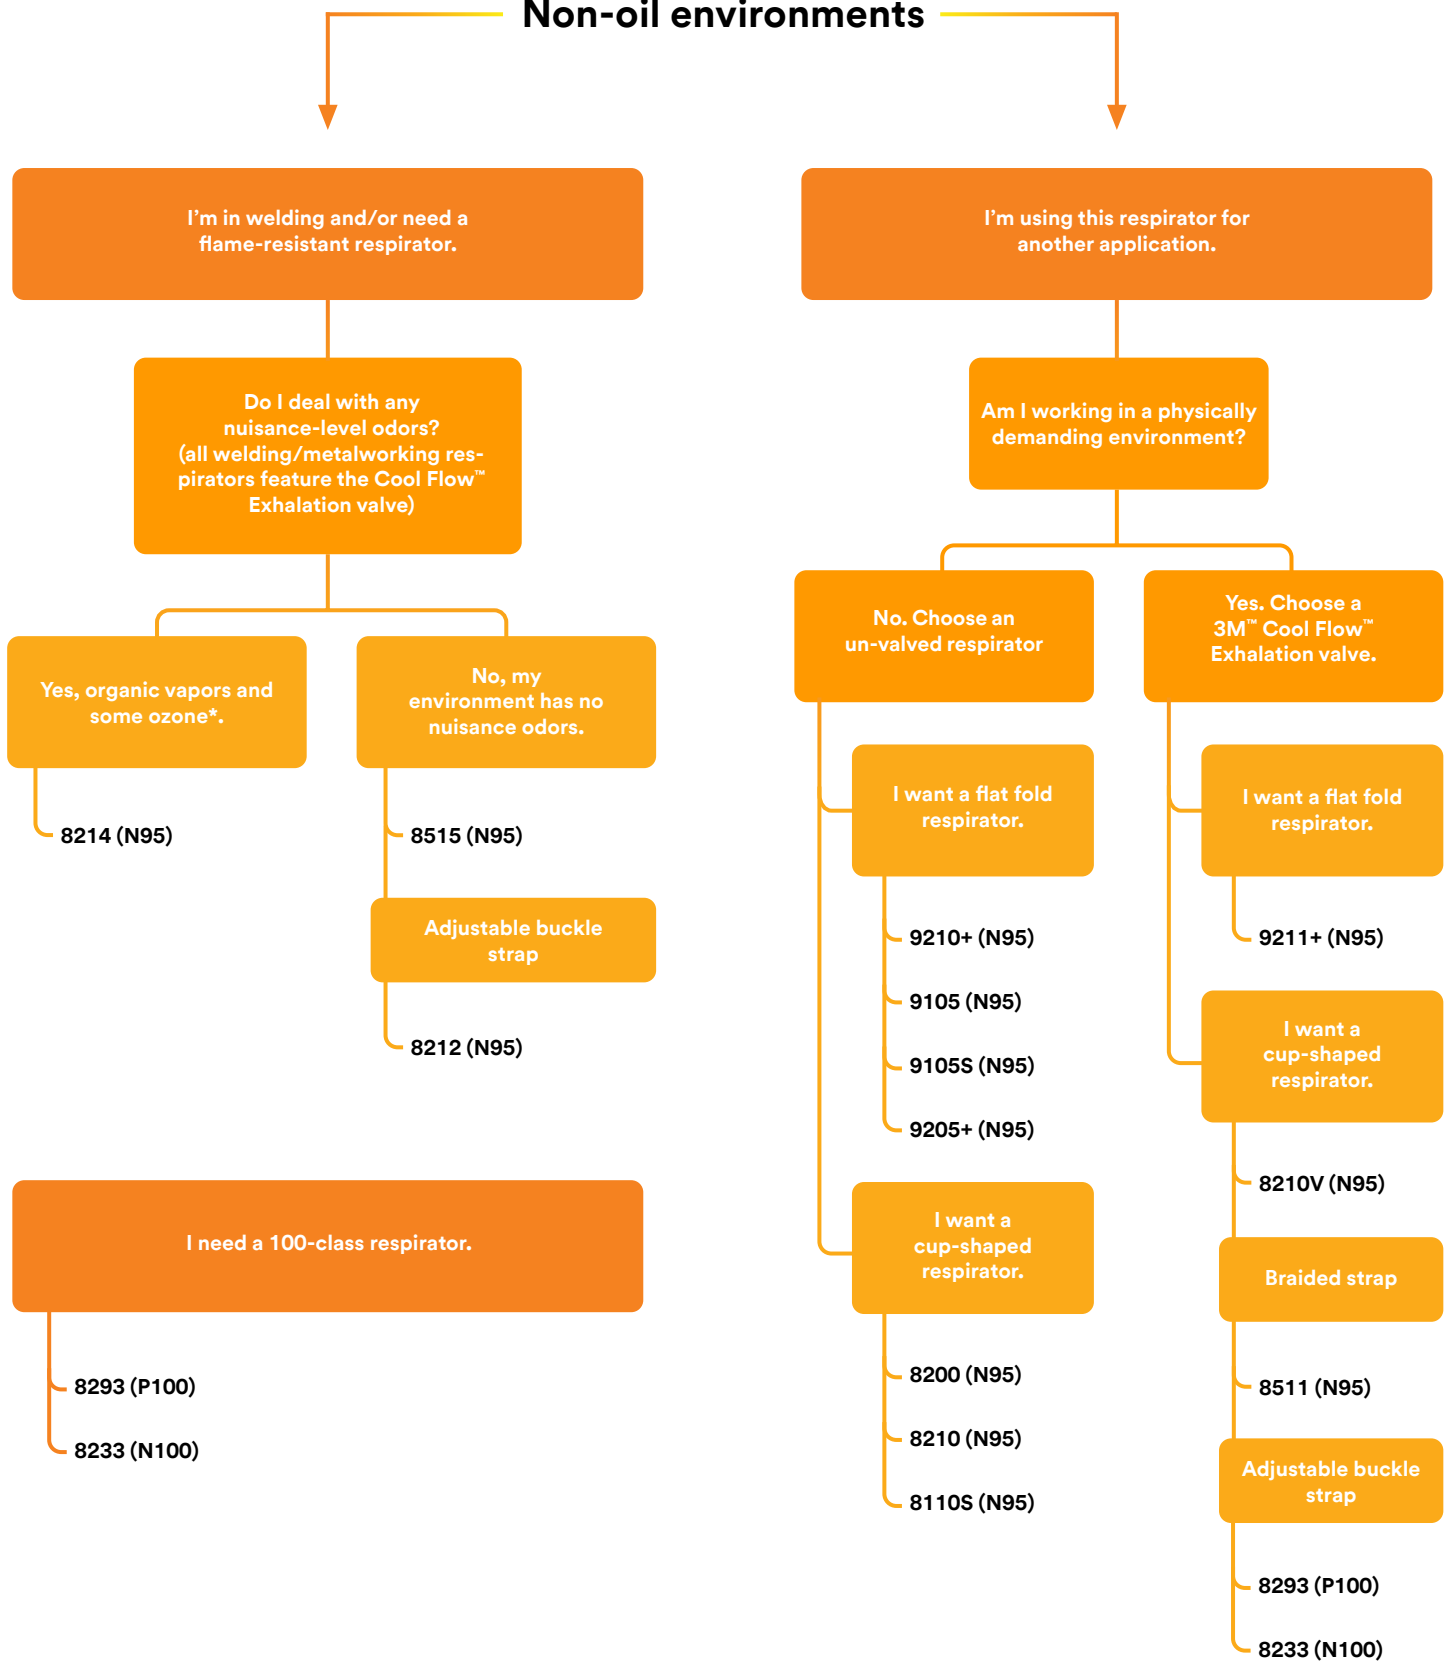 Non-oil environments
I'm in welding and/or need a
flame-resistant respirator.
Do I deal with any
nuisance-level odors?
(all welding/metalworking res-
pirators feature the Cool Flow™
Exhalation valve)
Yes, organic vapors and
some ozone*.
8214 (N95)
No, my
environment has no
nuisance odors.
8515 (N95)
Adjustable buckle
strap
8212 (N95)
I need a 100-class respirator.
8293 (P100)
8233 (N100)
I'm using this respirator for
another application.
Am I working in a physically
demanding environment?
No. Choose an
un-valved respirator
I want a flat fold
respirator.
9210+ (N95)
9105 (N95)
9105S (N95)
9205+ (N95)
I want a
cup-shaped
respirator.
8200 (N95)
8210 (N95)
8110S (N95)
Yes. Choose a
3M™ Cool Flow™
Exhalation valve.
I want a flat fold
respirator.
9211+ (N95)
I want a
cup-shaped
respirator.
8210V (N95)
Braided strap
8511 (N95)
Adjustable buckle
strap
8293 (P100)
8233 (N100)